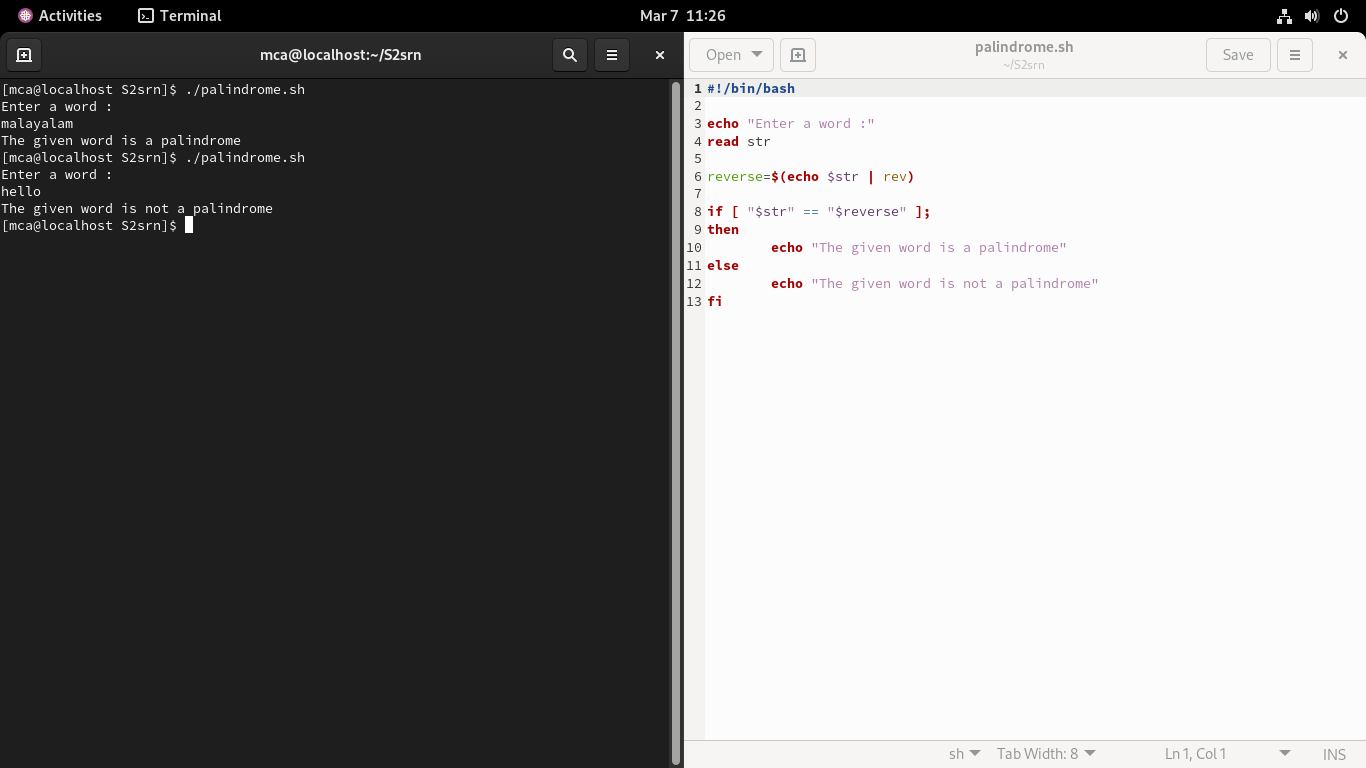 Activities Terminal Mar 7 11:26
mca@localhost:~/S2srn
[mca@localhost S2srn]$ ./palindrome.sh
Enter a word :
malayalam
The given word is a palindrome
[mca@localhost S2srn]$ ./palindrome.sh
Enter a word :
hello
The given word is not a palindrome
[mca@localhost S2srn]$
Open palindrome.sh Save
~/S2srn
1 #!/bin/bash
2
3 echo "Enter a word :"
4 read str
5
6 reverse=$(echo $str | rev)
7
8 if [ "$str" == "$reverse" ];
9 then
10         echo "The given word is a palindrome"
11 else
12         echo "The given word is not a palindrome"
13 fi
sh Tab Width: 8 Ln 1, Col 1 INS